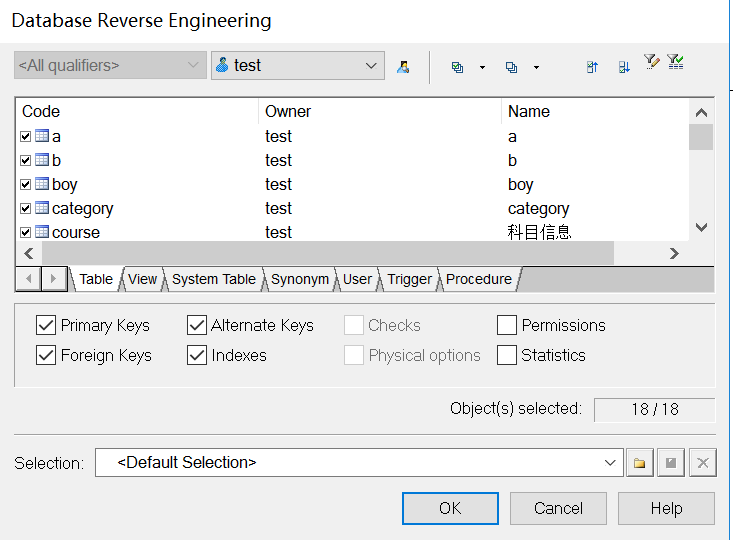 Database Reverse Engineering
<All qualifiers> test
Code Owner Name
a test a
b test b
boy test boy
category test category
course test 科目信息
Table View System Table Synonym User Trigger Procedure
Primary Keys Alternate Keys Checks Permissions
Foreign Keys Indexes Physical options Statistics
Object(s) selected: 18 / 18
Selection: <Default Selection>
OK Cancel Help